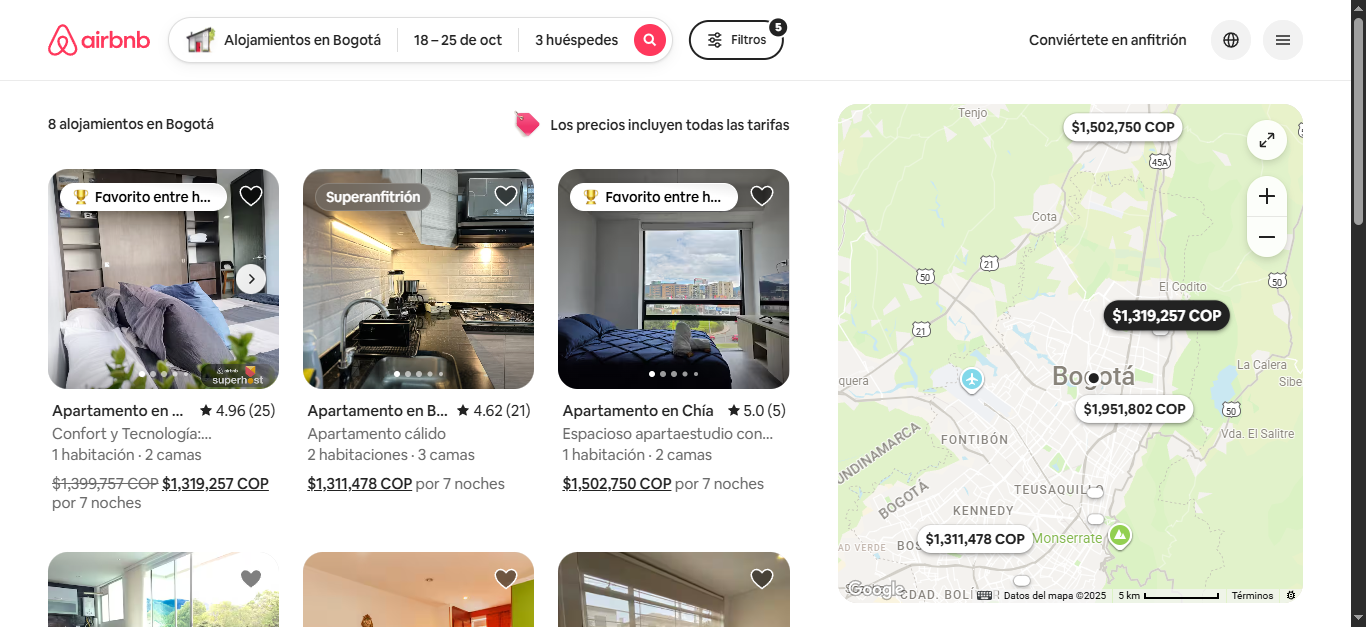 airbnb
Alojamientos en Bogotá
18 – 25 de oct
3 huéspedes
Filtros
5
Conviértete en anfitrión
8 alojamientos en Bogotá
Los precios incluyen todas las tarifas
Favorito entre h...
airbnb
superhost
Apartamento en ...
4.96 (25)
Confort y Tecnología:...
1 habitación · 2 camas
$1,399,757 COP $1,319,257 COP
por 7 noches
Superanfitrión
Apartamento en B...
4.62 (21)
Apartamento cálido
2 habitaciones · 3 camas
$1,311,478 COP por 7 noches
Favorito entre h...
Apartamento en Chía
5.0 (5)
Espacioso apartaestudio con...
1 habitación · 2 camas
$1,502,750 COP por 7 noches
Tenjo
$1,502,750 COP
45A
Cota
21
50
50
El Codito
$1,319,257 COP
21
La Calera
quera
Bogotá
Sibe
$1,951,802 COP
50
Vda. El Salitre
FONTIBÓN
UNDINAMARCA
BOGOTÁ
TEUSAQUILLO
KENNEDY
$1,311,478 COP
Monserrate
AD VERDE
BOS
Google
CDAD. BOLÍ
AR
Datos del mapa ©2025
5 km
Términos